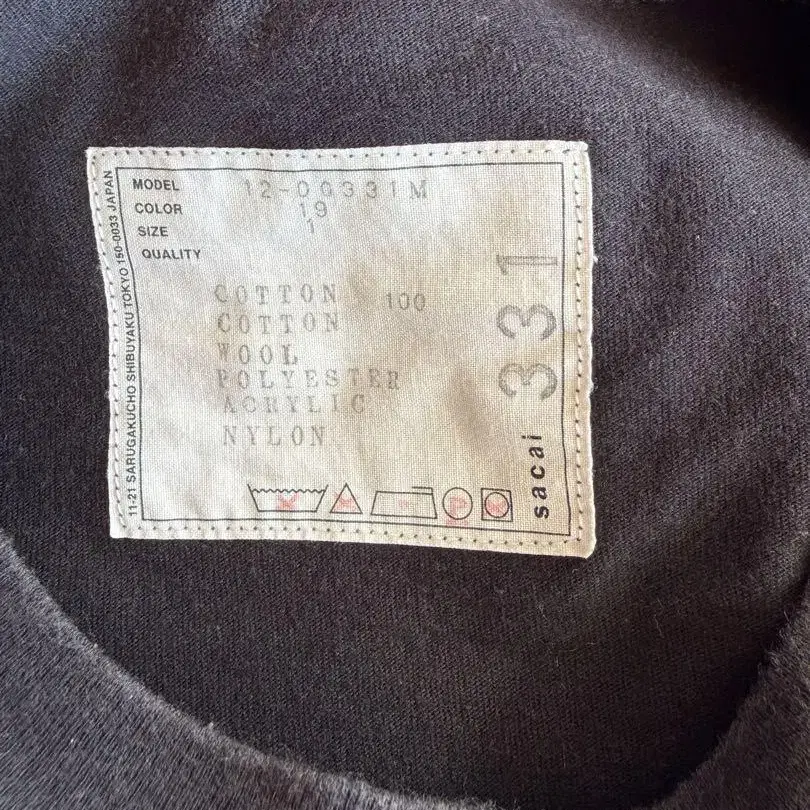 MODEL 12-00331M
COLOR 19
SIZE 1
QUALITY
COTTON 100
COTTON
WOOL
POLYESTER
ACRYLIC
NYLON
P
11-21 SARUGAKUCHO SHIBUYAKU TOKYO 150-0033 JAPAN
sacai 331